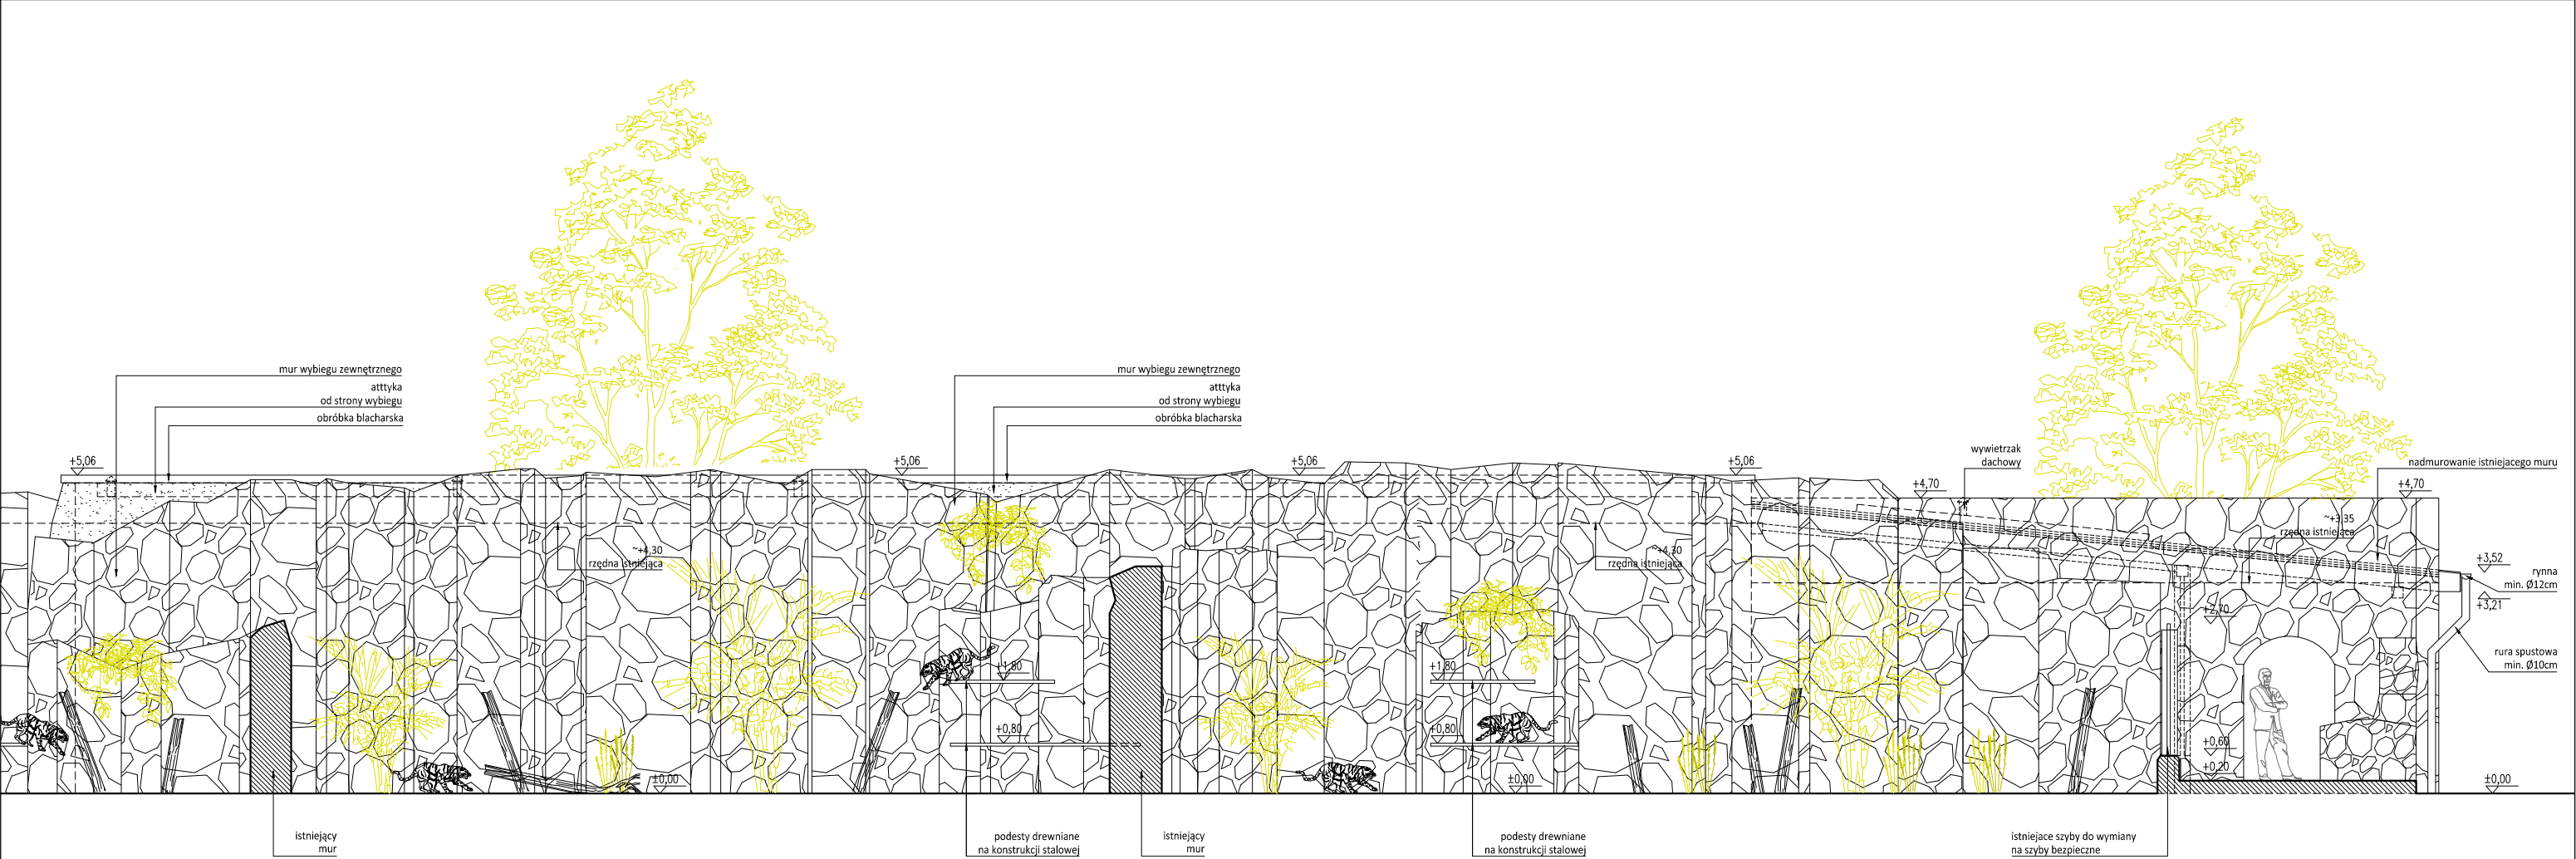 mur wybiegu zewnętrznego
atttyka
od strony wybiegu
obróbka blacharska
mur wybiegu zewnętrznego
atttyka
od strony wybiegu
obróbka blacharska
+5,06
+5,06
+5,06
+5,06
wywietrzak
dachowy
nadmurowanie istniejacego muru
+4,70
+4,70
~+4,30
rzędna istniejąca
~+4,30
rzędna istniejąca
~+3,35
rzędna istniejąca
+3,52
rynna
min. Ø12cm
+3,21
+2,70
rura spustowa
min. Ø10cm
+1,80
+1,80
+0,80
+0,80
+0,60
+0,20
±0,00
±0,00
±0,00
istniejący
mur
podesty drewniane
na konstrukcji stalowej
istniejący
mur
podesty drewniane
na konstrukcji stalowej
istniejace szyby do wymiany
na szyby bezpieczne